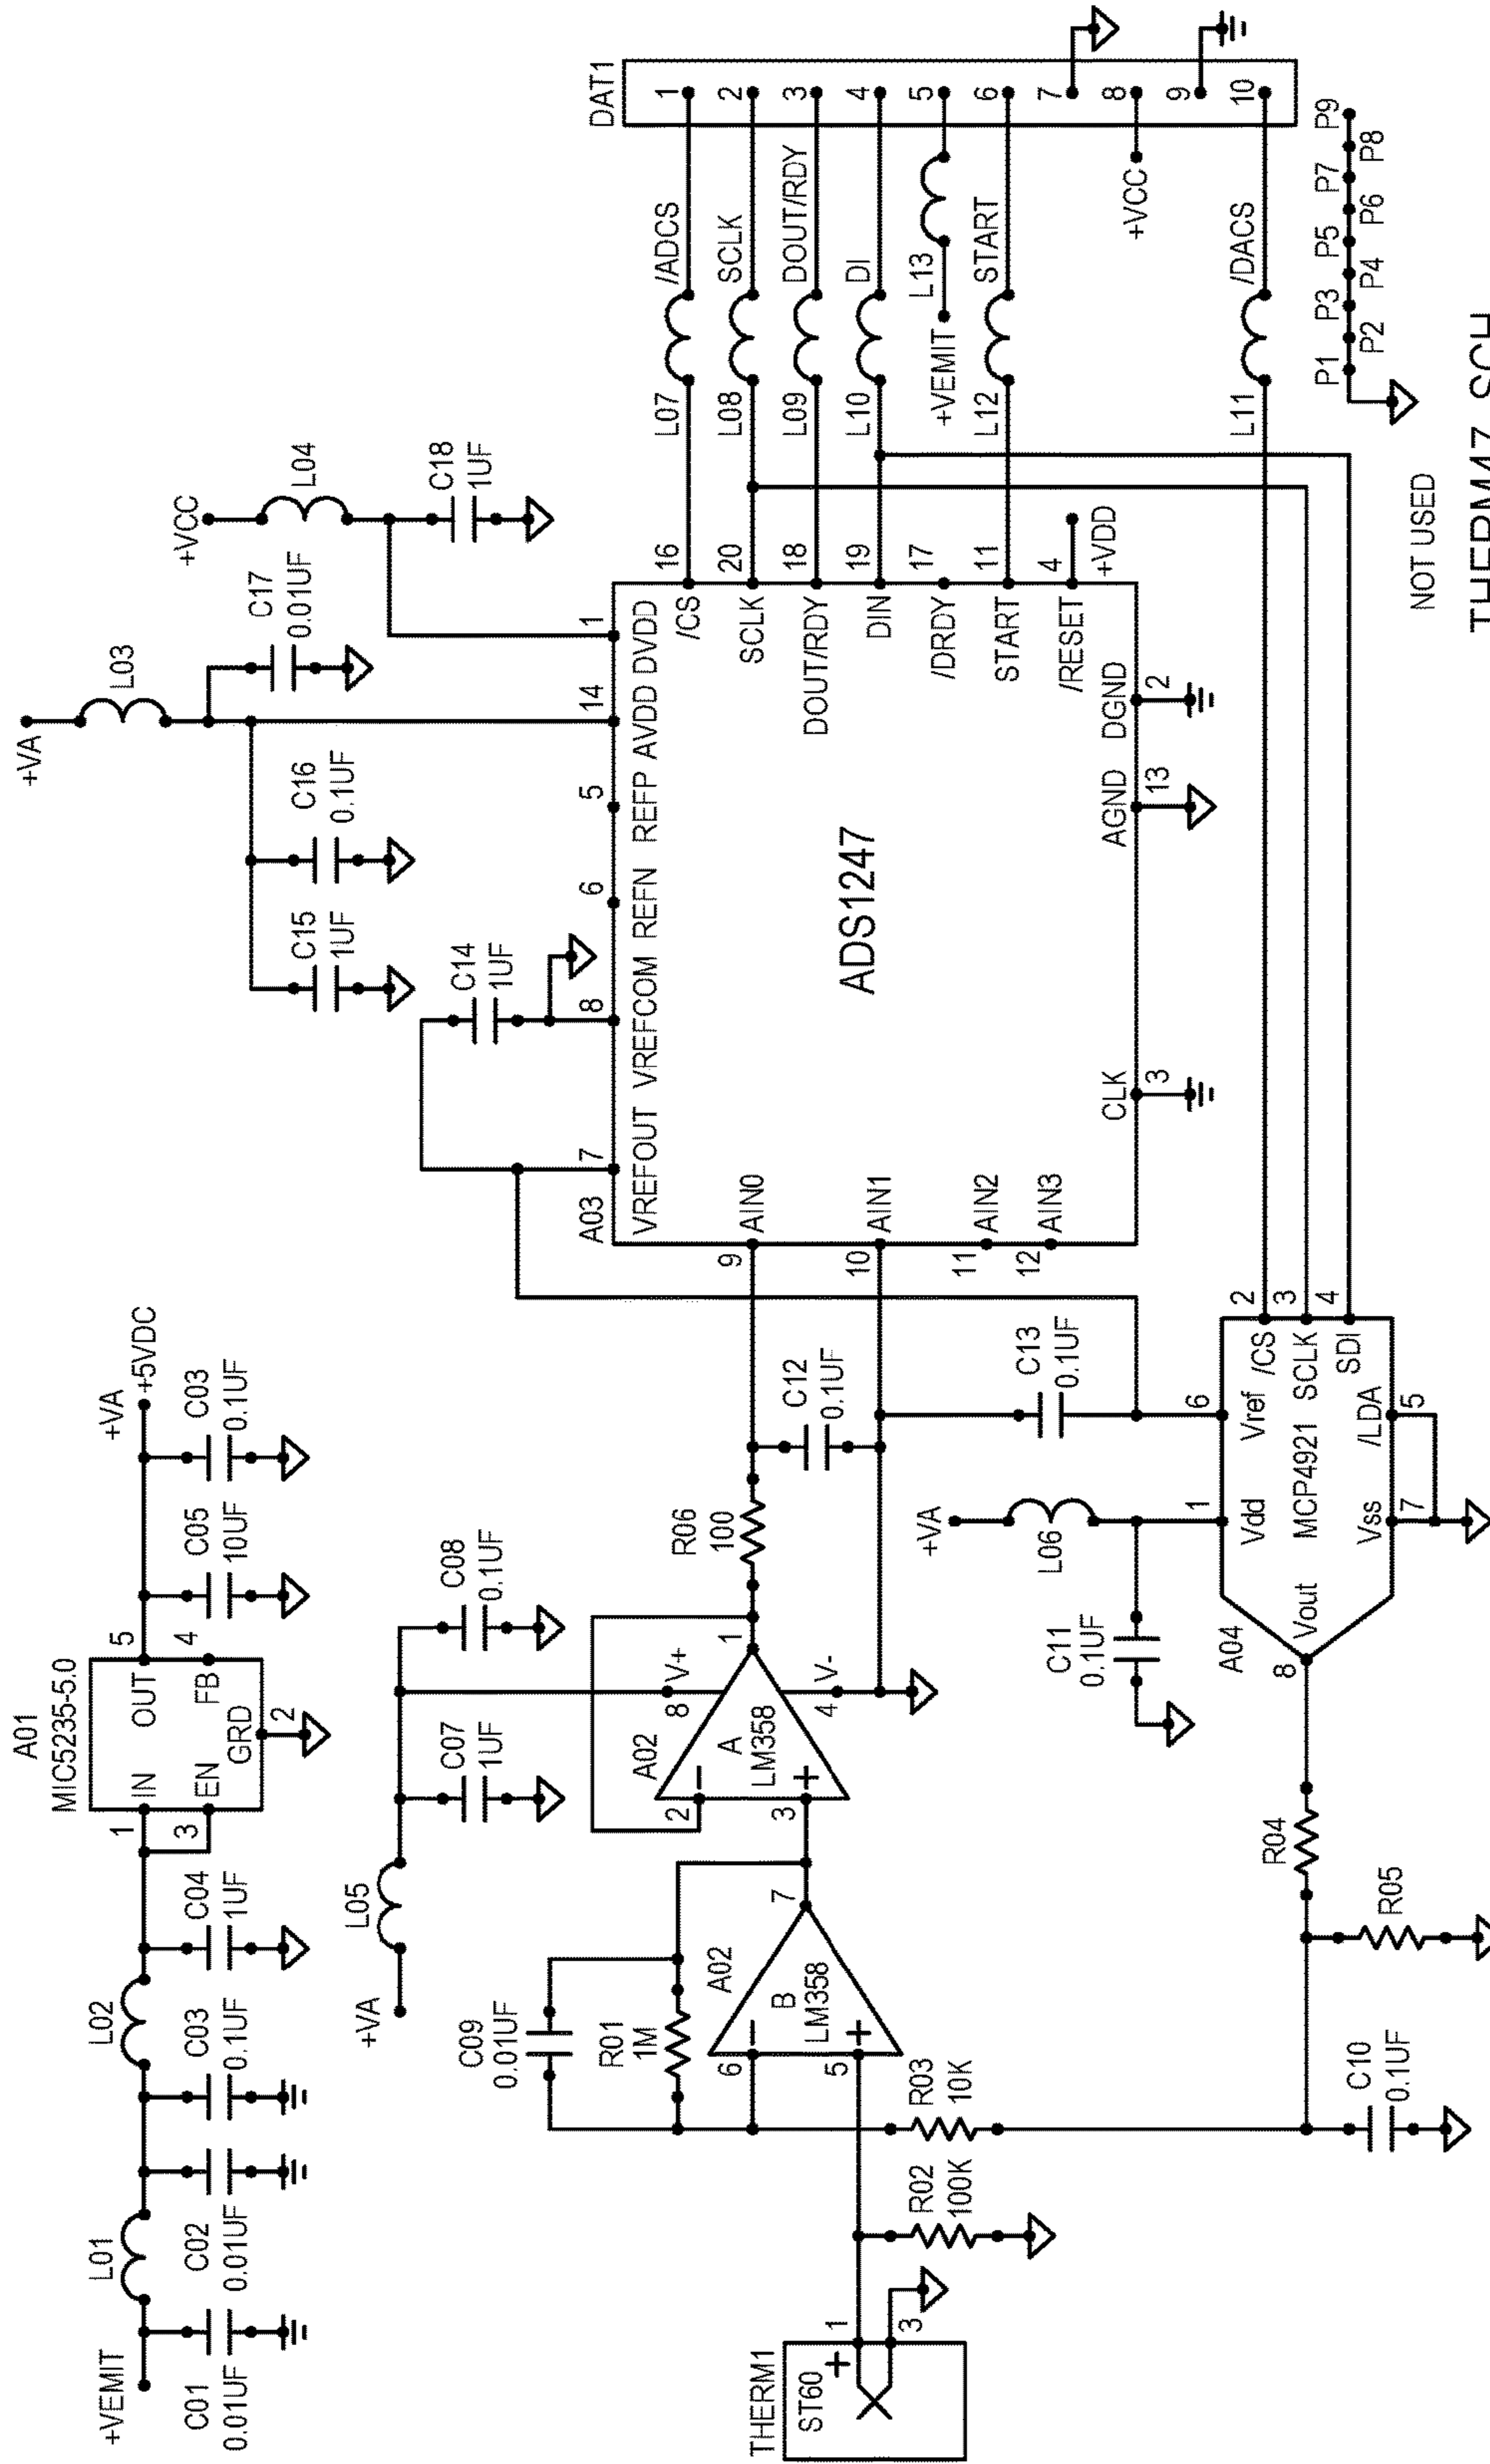 +VEMIT
L01
L02
C01
0.01UF
C02
0.01UF
C03
0.1UF
C04
1UF
A01
MIC5235-5.0
1
IN
OUT
5
3
EN
FB
4
GRD
2
+VA
+5VDC
C05
10UF
C03
0.1UF
+VA
L05
C07
1UF
C08
0.1UF
THERM1
ST60
+
1
3
R02
100K
R03
10K
C09
0.01UF
R01
1M
A02
B
LM358
6
−
5
+
7
A02
A
LM358
2
−
3
+
8
V+
4
V-
1
R06
100
C12
0.1UF
C13
0.1UF
C10
0.1UF
R05
R04
+VA
L06
C11
0.1UF
A04
MCP4921
8
Vout
1
Vdd
6
Vref
/CS
2
SCLK
3
SDI
4
/LDA
5
Vss
7
A03
ADS1247
VREFOUT
7
VREFCOM
8
REFN
6
REFP
5
AVDD
14
DVDD
1
9
AIN0
10
AIN1
11
AIN2
12
AIN3
CLK
3
AGND
13
DGND
2
/CS
16
SCLK
20
DOUT/RDY
18
DIN
19
/DRDY
17
START
11
/RESET
4
+VDD
C14
1UF
C15
1UF
C16
0.1UF
+VA
L03
C17
0.01UF
+VCC
L04
C18
1UF
L07
/ADCS
L08
SCLK
L09
DOUT/RDY
L10
DI
+VEMIT
L13
L12
START
+VCC
L11
/DACS
DAT1
1
2
3
4
5
6
7
8
9
10
P1
P2
P3
P4
P5
P6
P7
P8
P9
NOT USED
THERM47 SCH